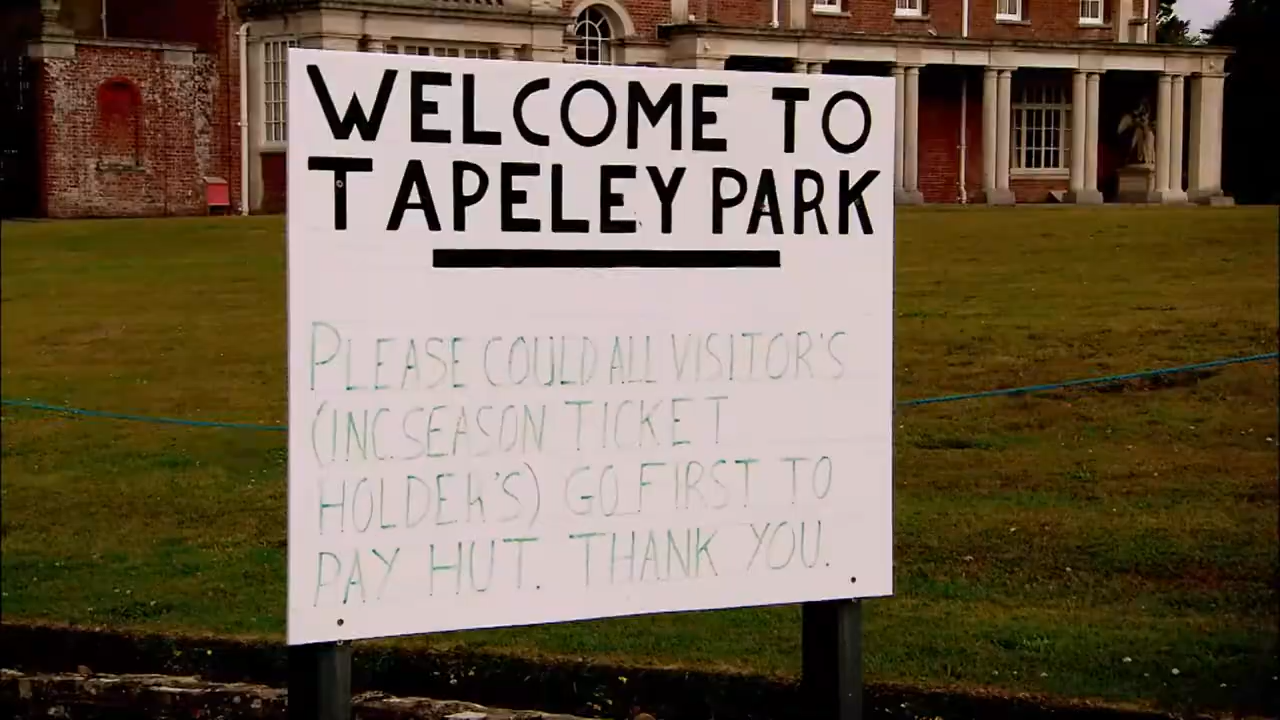 WELCOME TO
TAPELEY PARK
PLEASE COULD ALL VISITOR'S
(INC.SEASON TICKET
HOLDER'S) GO FIRST TO
PAY HUT. THANK YOU.